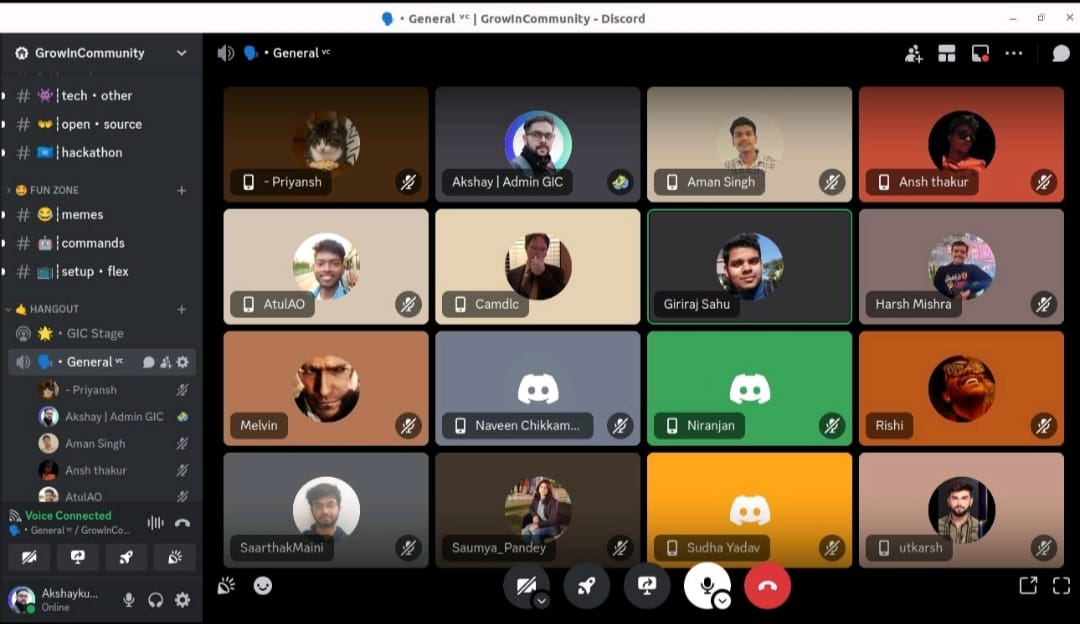 • General ᵛᶜ | GrowInCommunity - Discord
GrowInCommunity
General ᵛᶜ
# ¦tech • other
# ¦open • source
# ¦hackathon
FUN ZONE
# ¦memes
# ¦commands
# ¦setup • flex
HANGOUT
• GIC Stage
• General ᵛᶜ
- Priyansh
Akshay | Admin GIC
Aman Singh
Ansh thakur
AtulAO
Voice Connected
• General ᵛᶜ / GrowInCo...
Akshayku...
Online
- Priyansh
Akshay | Admin GIC
Aman Singh
Ansh thakur
AtulAO
Camdlc
Giriraj Sahu
Harsh Mishra
Melvin
Naveen Chikkam...
Niranjan
Rishi
SaarthakMaini
Saumya_Pandey
Sudha Yadav
utkarsh